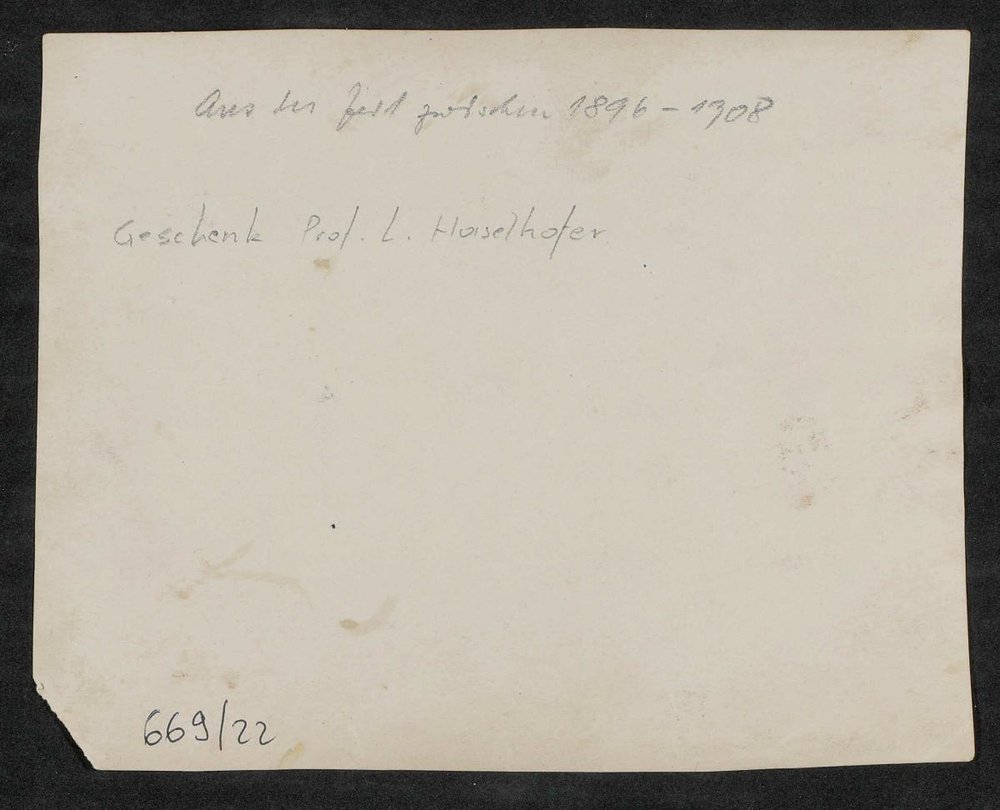 Aus der Zeit zwischen 1896 - 1908
Geschenk Prof. L. Haselhofer
669/22